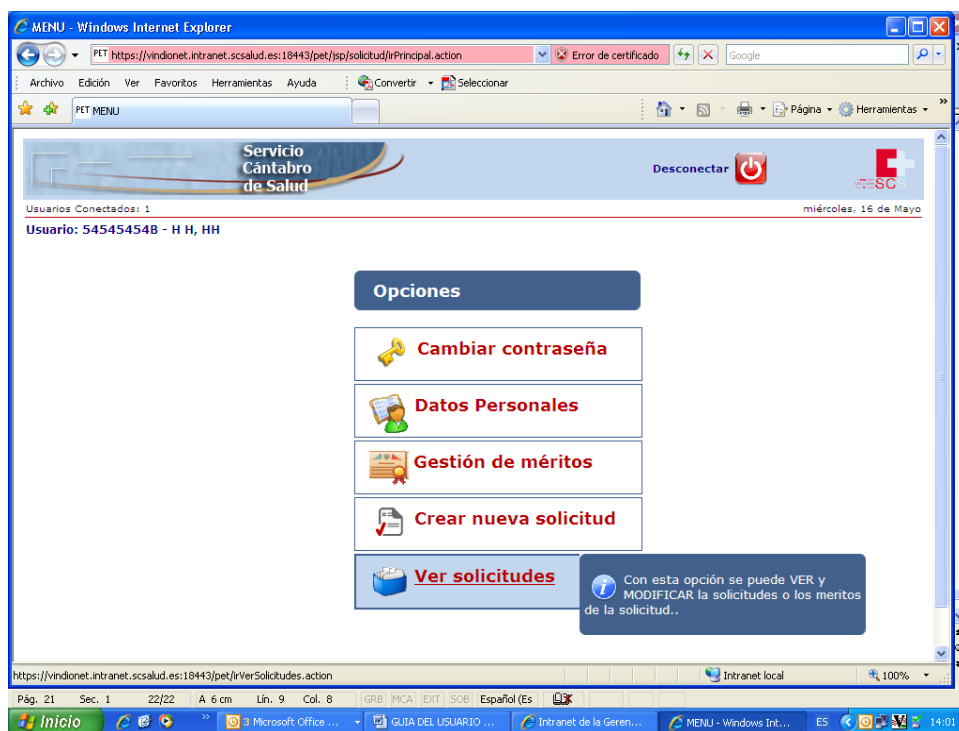 MENU - Windows Internet Explorer
PET https://vindionet.intranet.scsalud.es:18443/pet/jsp/solicitud/irPrincipal.action
Error de certificado
Google
Archivo Edición Ver Favoritos Herramientas Ayuda
Convertir
Seleccionar
PET MENU
Página
Herramientas
»
Servicio
Cántabro
de Salud
Desconectar
SCS
Usuarios Conectados: 1
miércoles, 16 de Mayo
Usuario: 54545454B - H H, HH
Opciones
Cambiar contraseña
Datos Personales
Gestión de méritos
Crear nueva solicitud
Ver solicitudes
Con esta opción se puede VER y
MODIFICAR la solicitudes o los meritos
de la solicitud..
https://vindionet.intranet.scsalud.es:18443/pet/irVerSolicitudes.action
Intranet local
100%
Pág. 21 Sec. 1 22/22 A 6 cm Lín. 9 Col. 8 GRB MCA EXT SOB Español (Es
Inicio
»
3 Microsoft Office ...
GUIA DEL USUARIO ...
Intranet de la Geren...
MENU - Windows Int...
ES
14:01